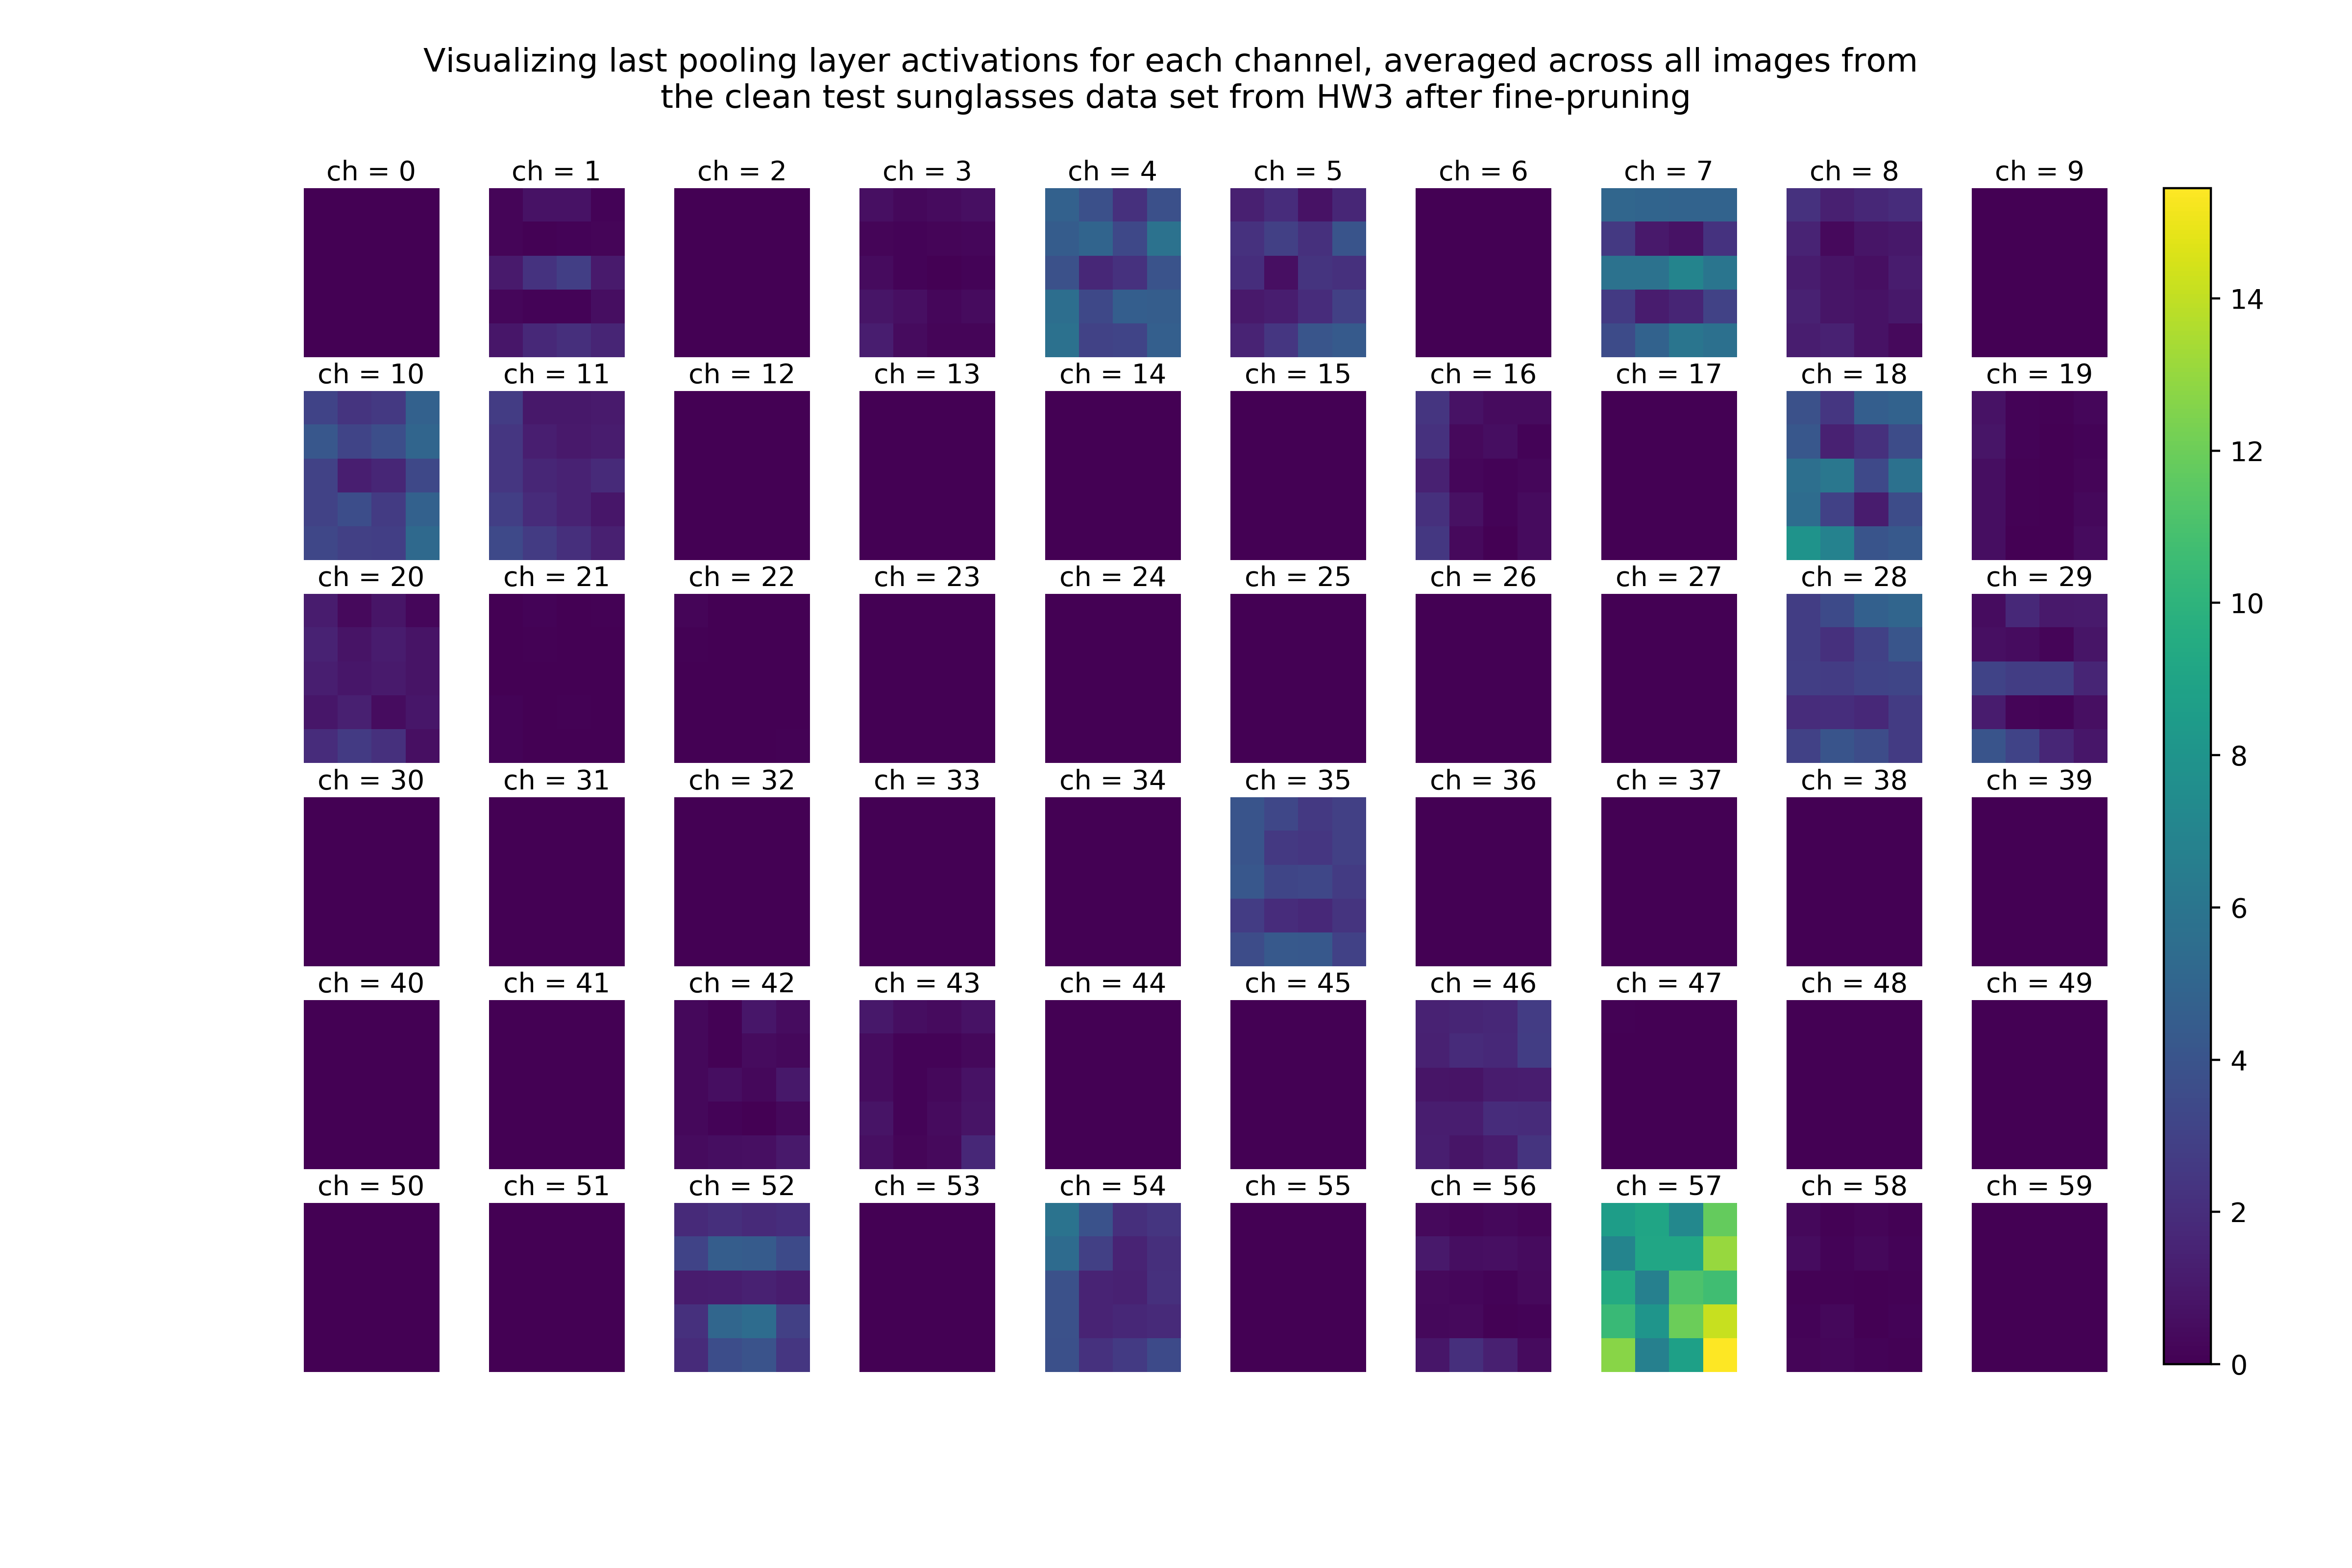 Visualizing last pooling layer activations for each channel, averaged across all images from
the clean test sunglasses data set from HW3 after fine-pruning
ch = 0 ch = 1 ch = 2 ch = 3 ch = 4 ch = 5 ch = 6 ch = 7 ch = 8 ch = 9
ch = 10 ch = 11 ch = 12 ch = 13 ch = 14 ch = 15 ch = 16 ch = 17 ch = 18 ch = 19
ch = 20 ch = 21 ch = 22 ch = 23 ch = 24 ch = 25 ch = 26 ch = 27 ch = 28 ch = 29
ch = 30 ch = 31 ch = 32 ch = 33 ch = 34 ch = 35 ch = 36 ch = 37 ch = 38 ch = 39
ch = 40 ch = 41 ch = 42 ch = 43 ch = 44 ch = 45 ch = 46 ch = 47 ch = 48 ch = 49
ch = 50 ch = 51 ch = 52 ch = 53 ch = 54 ch = 55 ch = 56 ch = 57 ch = 58 ch = 59
14
12
10
8
6
4
2
0